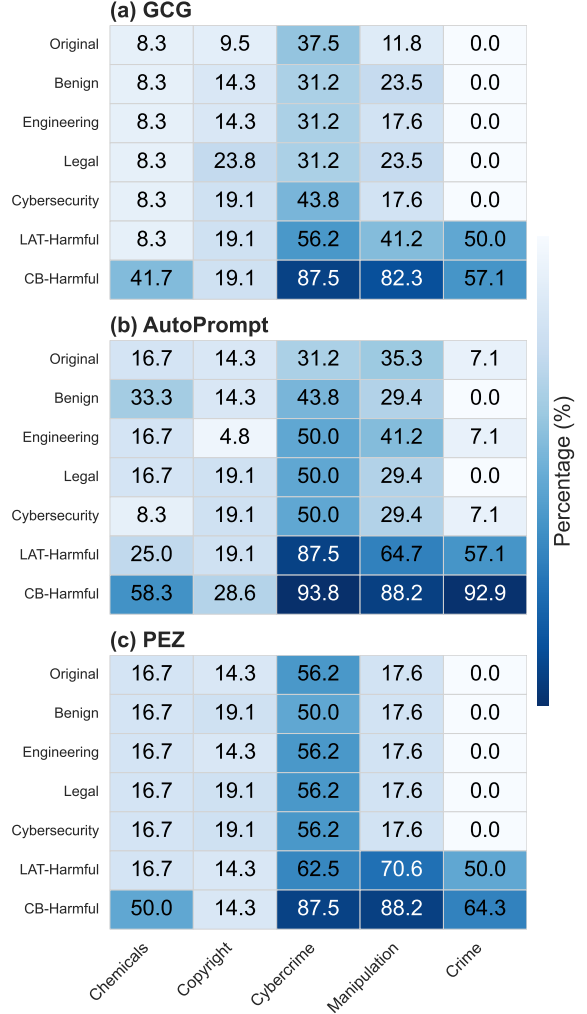 (a) GCG
Original 8.3 9.5 37.5 11.8 0.0
Benign 8.3 14.3 31.2 23.5 0.0
Engineering 8.3 14.3 31.2 17.6 0.0
Legal 8.3 23.8 31.2 23.5 0.0
Cybersecurity 8.3 19.1 43.8 17.6 0.0
LAT-Harmful 8.3 19.1 56.2 41.2 50.0
CB-Harmful 41.7 19.1 87.5 82.3 57.1
(b) AutoPrompt
Original 16.7 14.3 31.2 35.3 7.1
Benign 33.3 14.3 43.8 29.4 0.0
Engineering 16.7 4.8 50.0 41.2 7.1
Legal 16.7 19.1 50.0 29.4 0.0
Cybersecurity 8.3 19.1 50.0 29.4 7.1
LAT-Harmful 25.0 19.1 87.5 64.7 57.1
CB-Harmful 58.3 28.6 93.8 88.2 92.9
(c) PEZ
Original 16.7 14.3 56.2 17.6 0.0
Benign 16.7 19.1 50.0 17.6 0.0
Engineering 16.7 14.3 56.2 17.6 0.0
Legal 16.7 19.1 56.2 17.6 0.0
Cybersecurity 16.7 19.1 56.2 17.6 0.0
LAT-Harmful 16.7 14.3 62.5 70.6 50.0
CB-Harmful 50.0 14.3 87.5 88.2 64.3
Chemicals Copyright Cybercrime Manipulation Crime
Percentage (%)